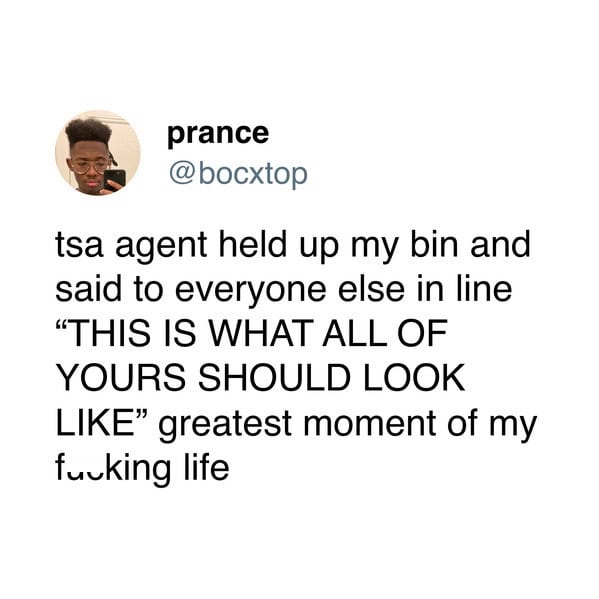 prance
@bocxtop
tsa agent held up my bin and
said to everyone else in line
“THIS IS WHAT ALL OF
YOURS SHOULD LOOK
LIKE” greatest moment of my
fucking life